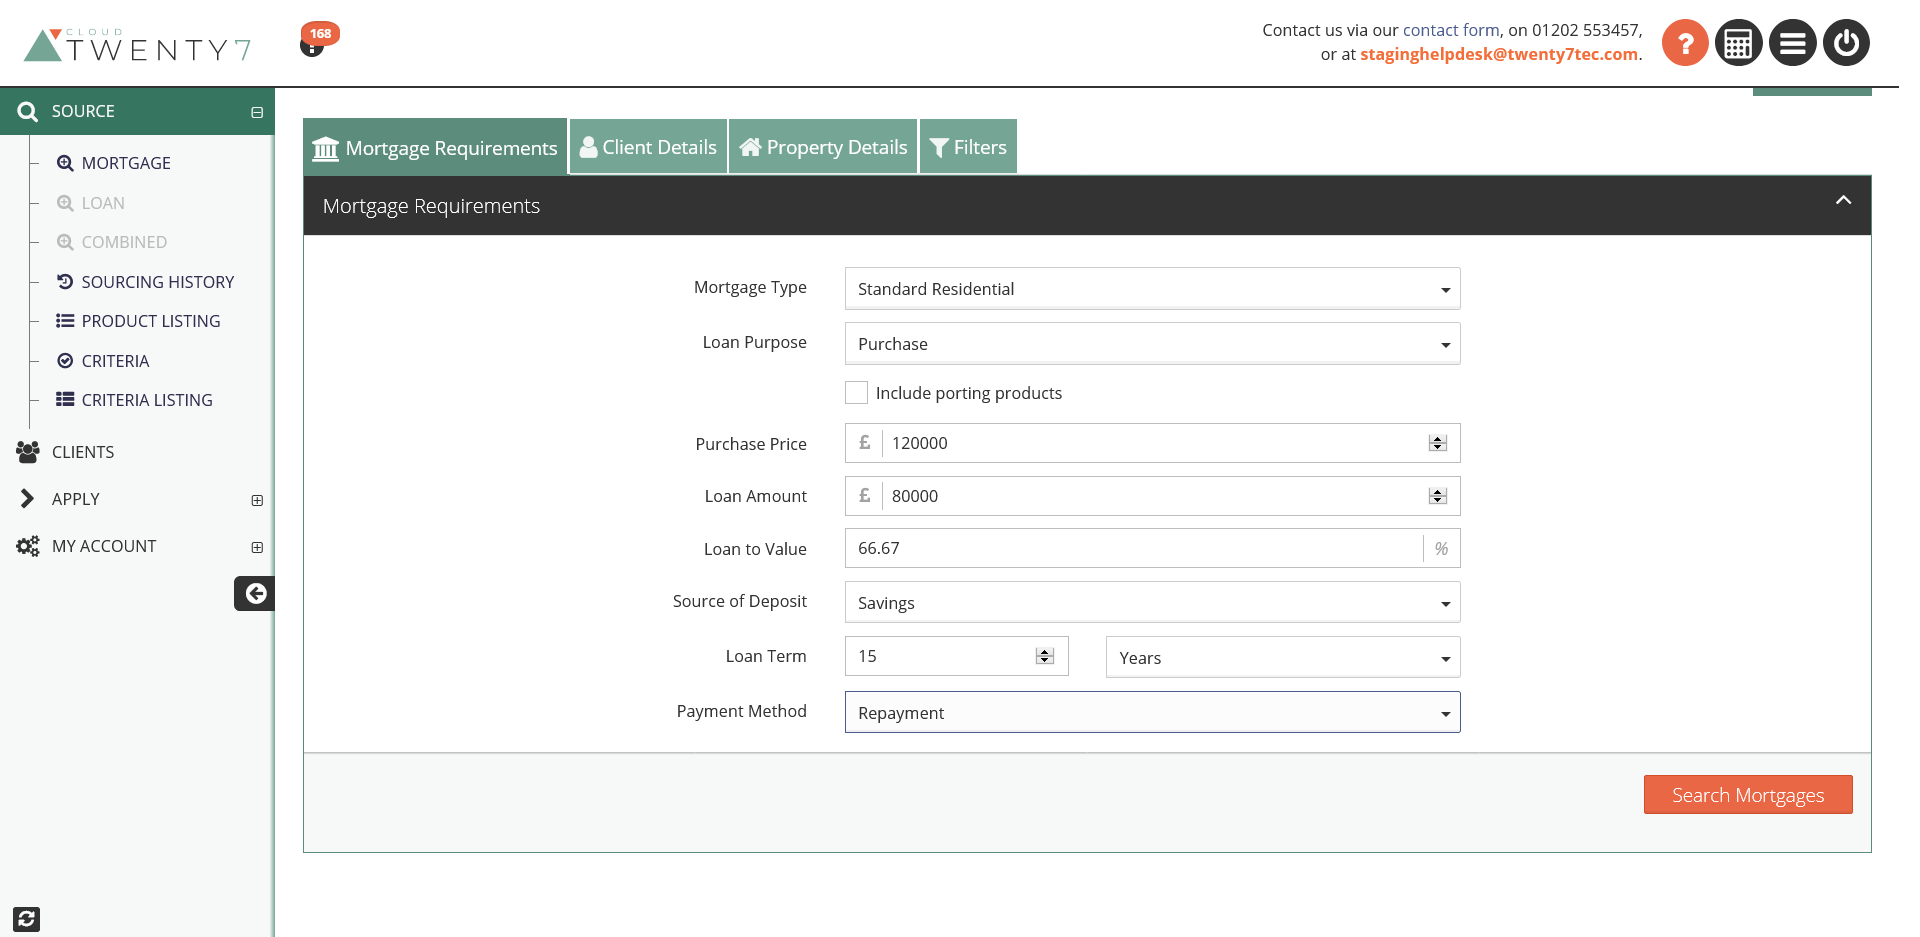 CLOUD
TWENTY7
168
Contact us via our contact form, on 01202 553457,
or at staginghelpdesk@twenty7tec.com.
?
SOURCE
MORTGAGE
LOAN
COMBINED
SOURCING HISTORY
PRODUCT LISTING
CRITERIA
CRITERIA LISTING
CLIENTS
APPLY
MY ACCOUNT
Mortgage Requirements
Client Details
Property Details
Filters
Mortgage Requirements
Mortgage Type
Standard Residential
Loan Purpose
Purchase
Include porting products
Purchase Price
£ 120000
Loan Amount
£ 80000
Loan to Value
66.67 %
Source of Deposit
Savings
Loan Term
15
Years
Payment Method
Repayment
Search Mortgages